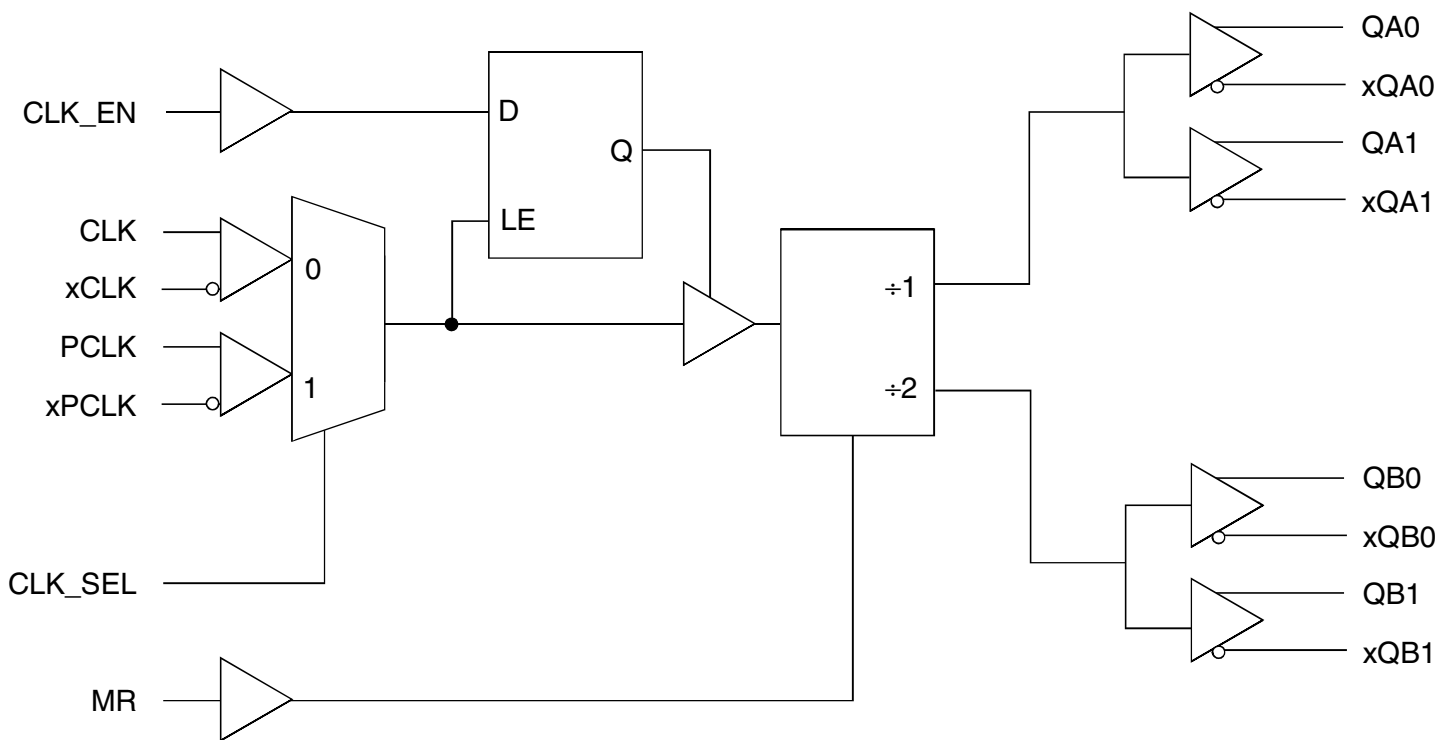 CLK_EN
CLK
xCLK
PCLK
xPCLK
CLK_SEL
MR
0
1
D
LE
Q
÷1
÷2
QA0
xQA0
QA1
xQA1
QB0
xQB0
QB1
xQB1